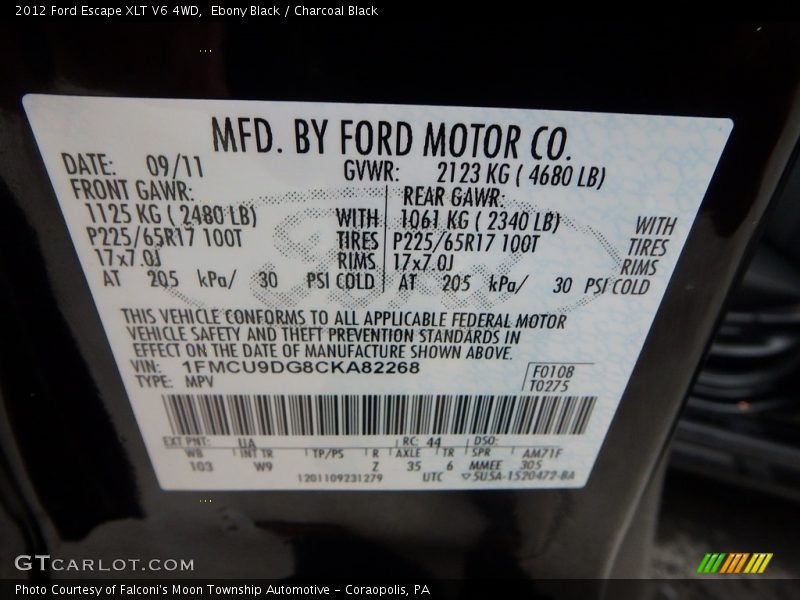 2012 Ford Escape XLT V6 4WD, Ebony Black / Charcoal Black
MFD. BY FORD MOTOR CO.
DATE: 09/11 GVWR: 2123 KG ( 4680 LB)
FRONT GAWR: REAR GAWR:
1125 KG ( 2480 LB) WITH 1061 KG ( 2340 LB) WITH
P225/65R17 100T TIRES P225/65R17 100T TIRES
17x7.0J RIMS 17x7.0J RIMS
AT 205 kPa/ 30 PSI COLD AT 205 kPa/ 30 PSI COLD
THIS VEHICLE CONFORMS TO ALL APPLICABLE FEDERAL MOTOR
VEHICLE SAFETY AND THEFT PREVENTION STANDARDS IN
EFFECT ON THE DATE OF MANUFACTURE SHOWN ABOVE.
VIN: 1FMCU9DG8CKA82268 F0108
TYPE: MPV T0275
EXT PNT: UA RC: 44 DSO:
WB INT TR TP/PS R AXLE TR SPR AM71F
103 W9 Z 35 6 MMEE 305
1201109231279 UTC ▽5U5A-1520472-BA
GTCARLOT.COM
Photo Courtesy of Falconi's Moon Township Automotive - Coraopolis, PA